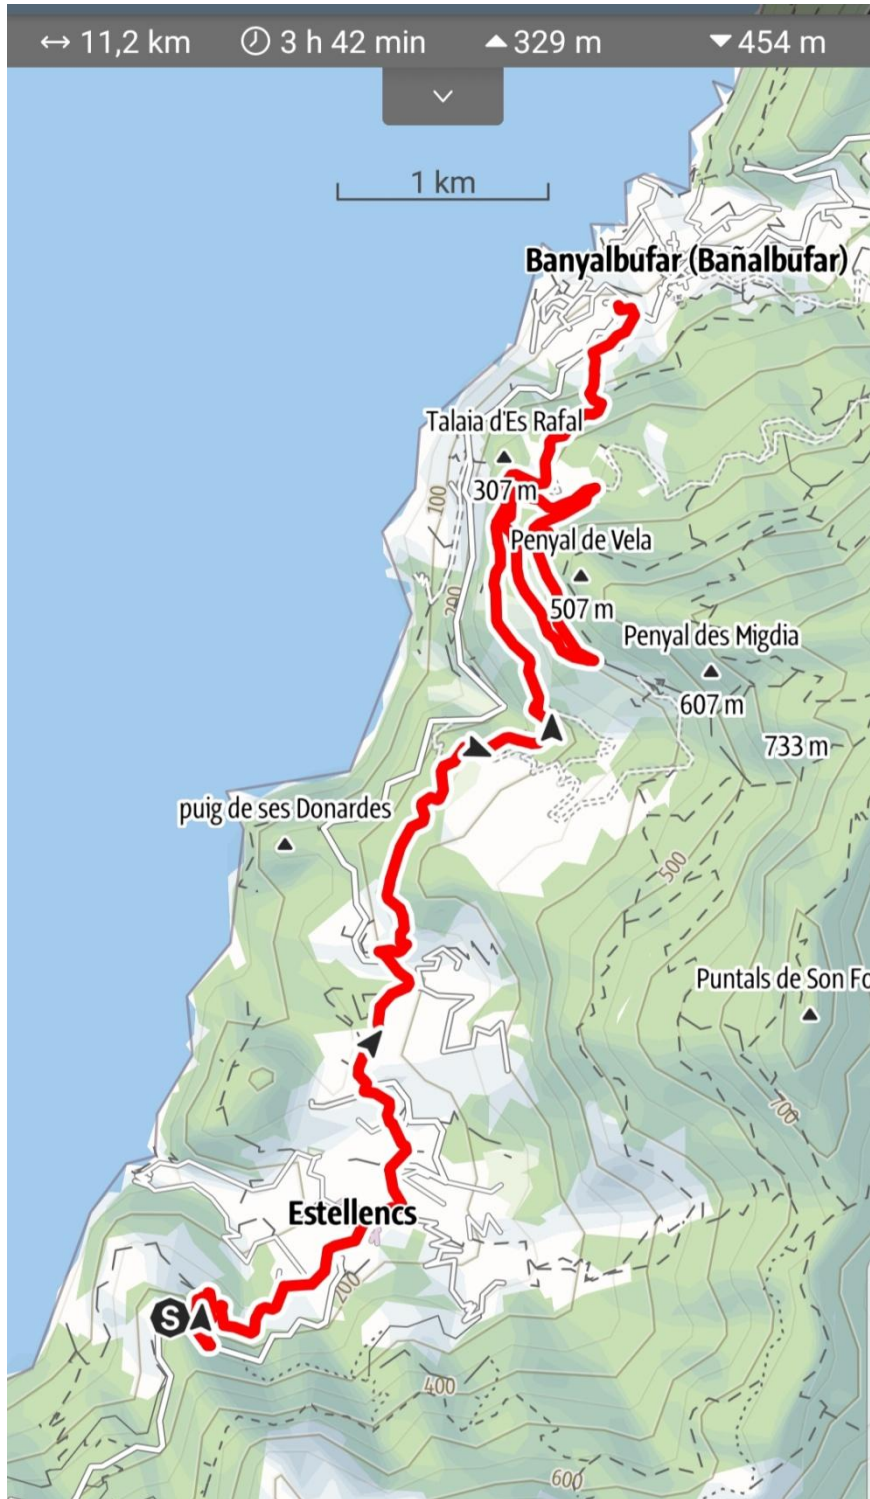 11,2 km 3 h 42 min 329 m 454 m
1 km
Banyalbufar (Bañalbufar)
Talaia d'Es Rafal
307 m
100
Penyal de Vela
507 m
200
Penyal des Migdia
607 m
733 m
puig de ses Donardes
500
Puntals de Son Fo
700
Estellencs
200
S
400
600